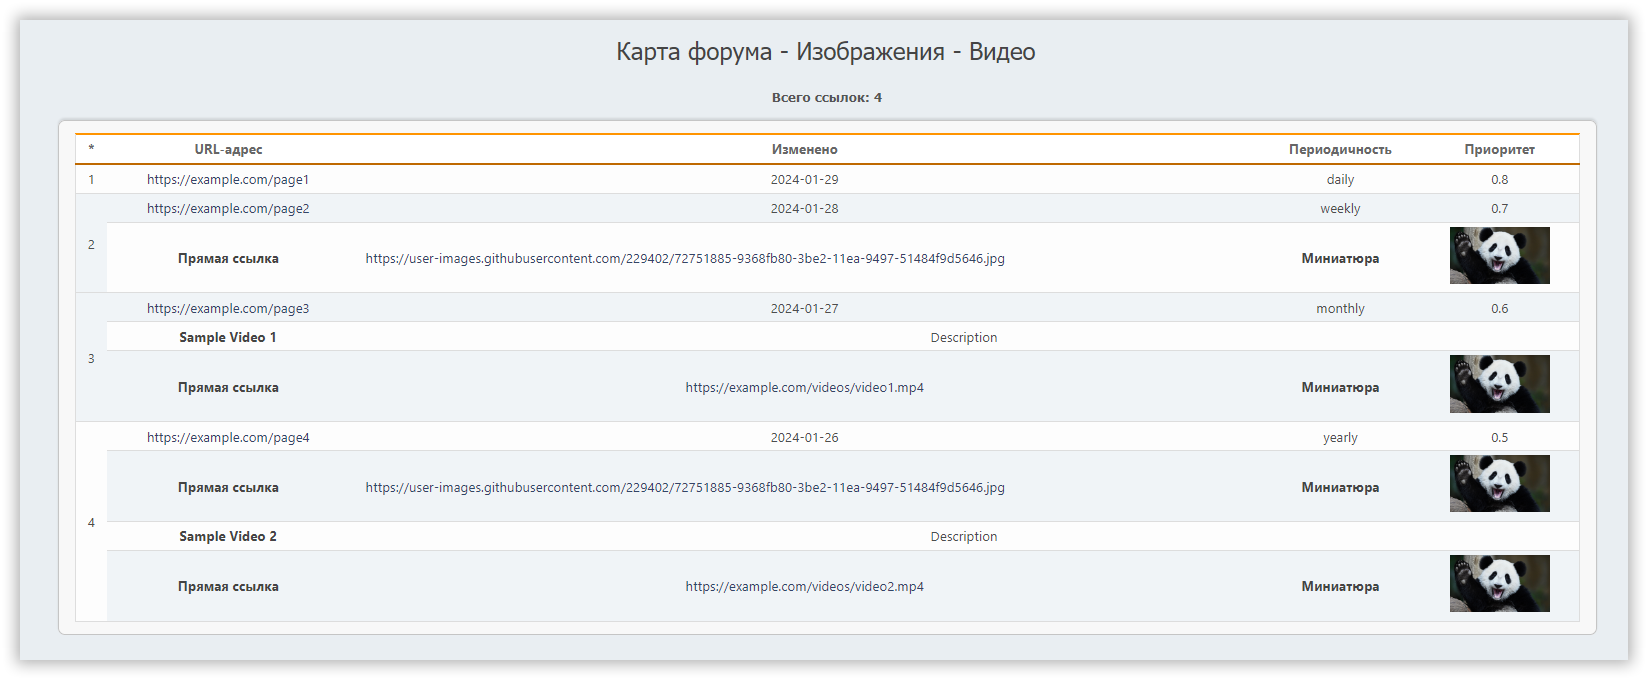 Карта форума - Изображения - Видео
Всего ссылок: 4
* URL-адрес Изменено Периодичность Приоритет
1 https://example.com/page1 2024-01-29 daily 0.8
https://example.com/page2 2024-01-28 weekly 0.7
2 Прямая ссылка https://user-images.githubusercontent.com/229402/72751885-9368fb80-3be2-11ea-9497-51484f9d5646.jpg Миниатюра
https://example.com/page3 2024-01-27 monthly 0.6
Sample Video 1 Description
3
Прямая ссылка https://example.com/videos/video1.mp4 Миниатюра
https://example.com/page4 2024-01-26 yearly 0.5
Прямая ссылка https://user-images.githubusercontent.com/229402/72751885-9368fb80-3be2-11ea-9497-51484f9d5646.jpg Миниатюра
4
Sample Video 2 Description
Прямая ссылка https://example.com/videos/video2.mp4 Миниатюра